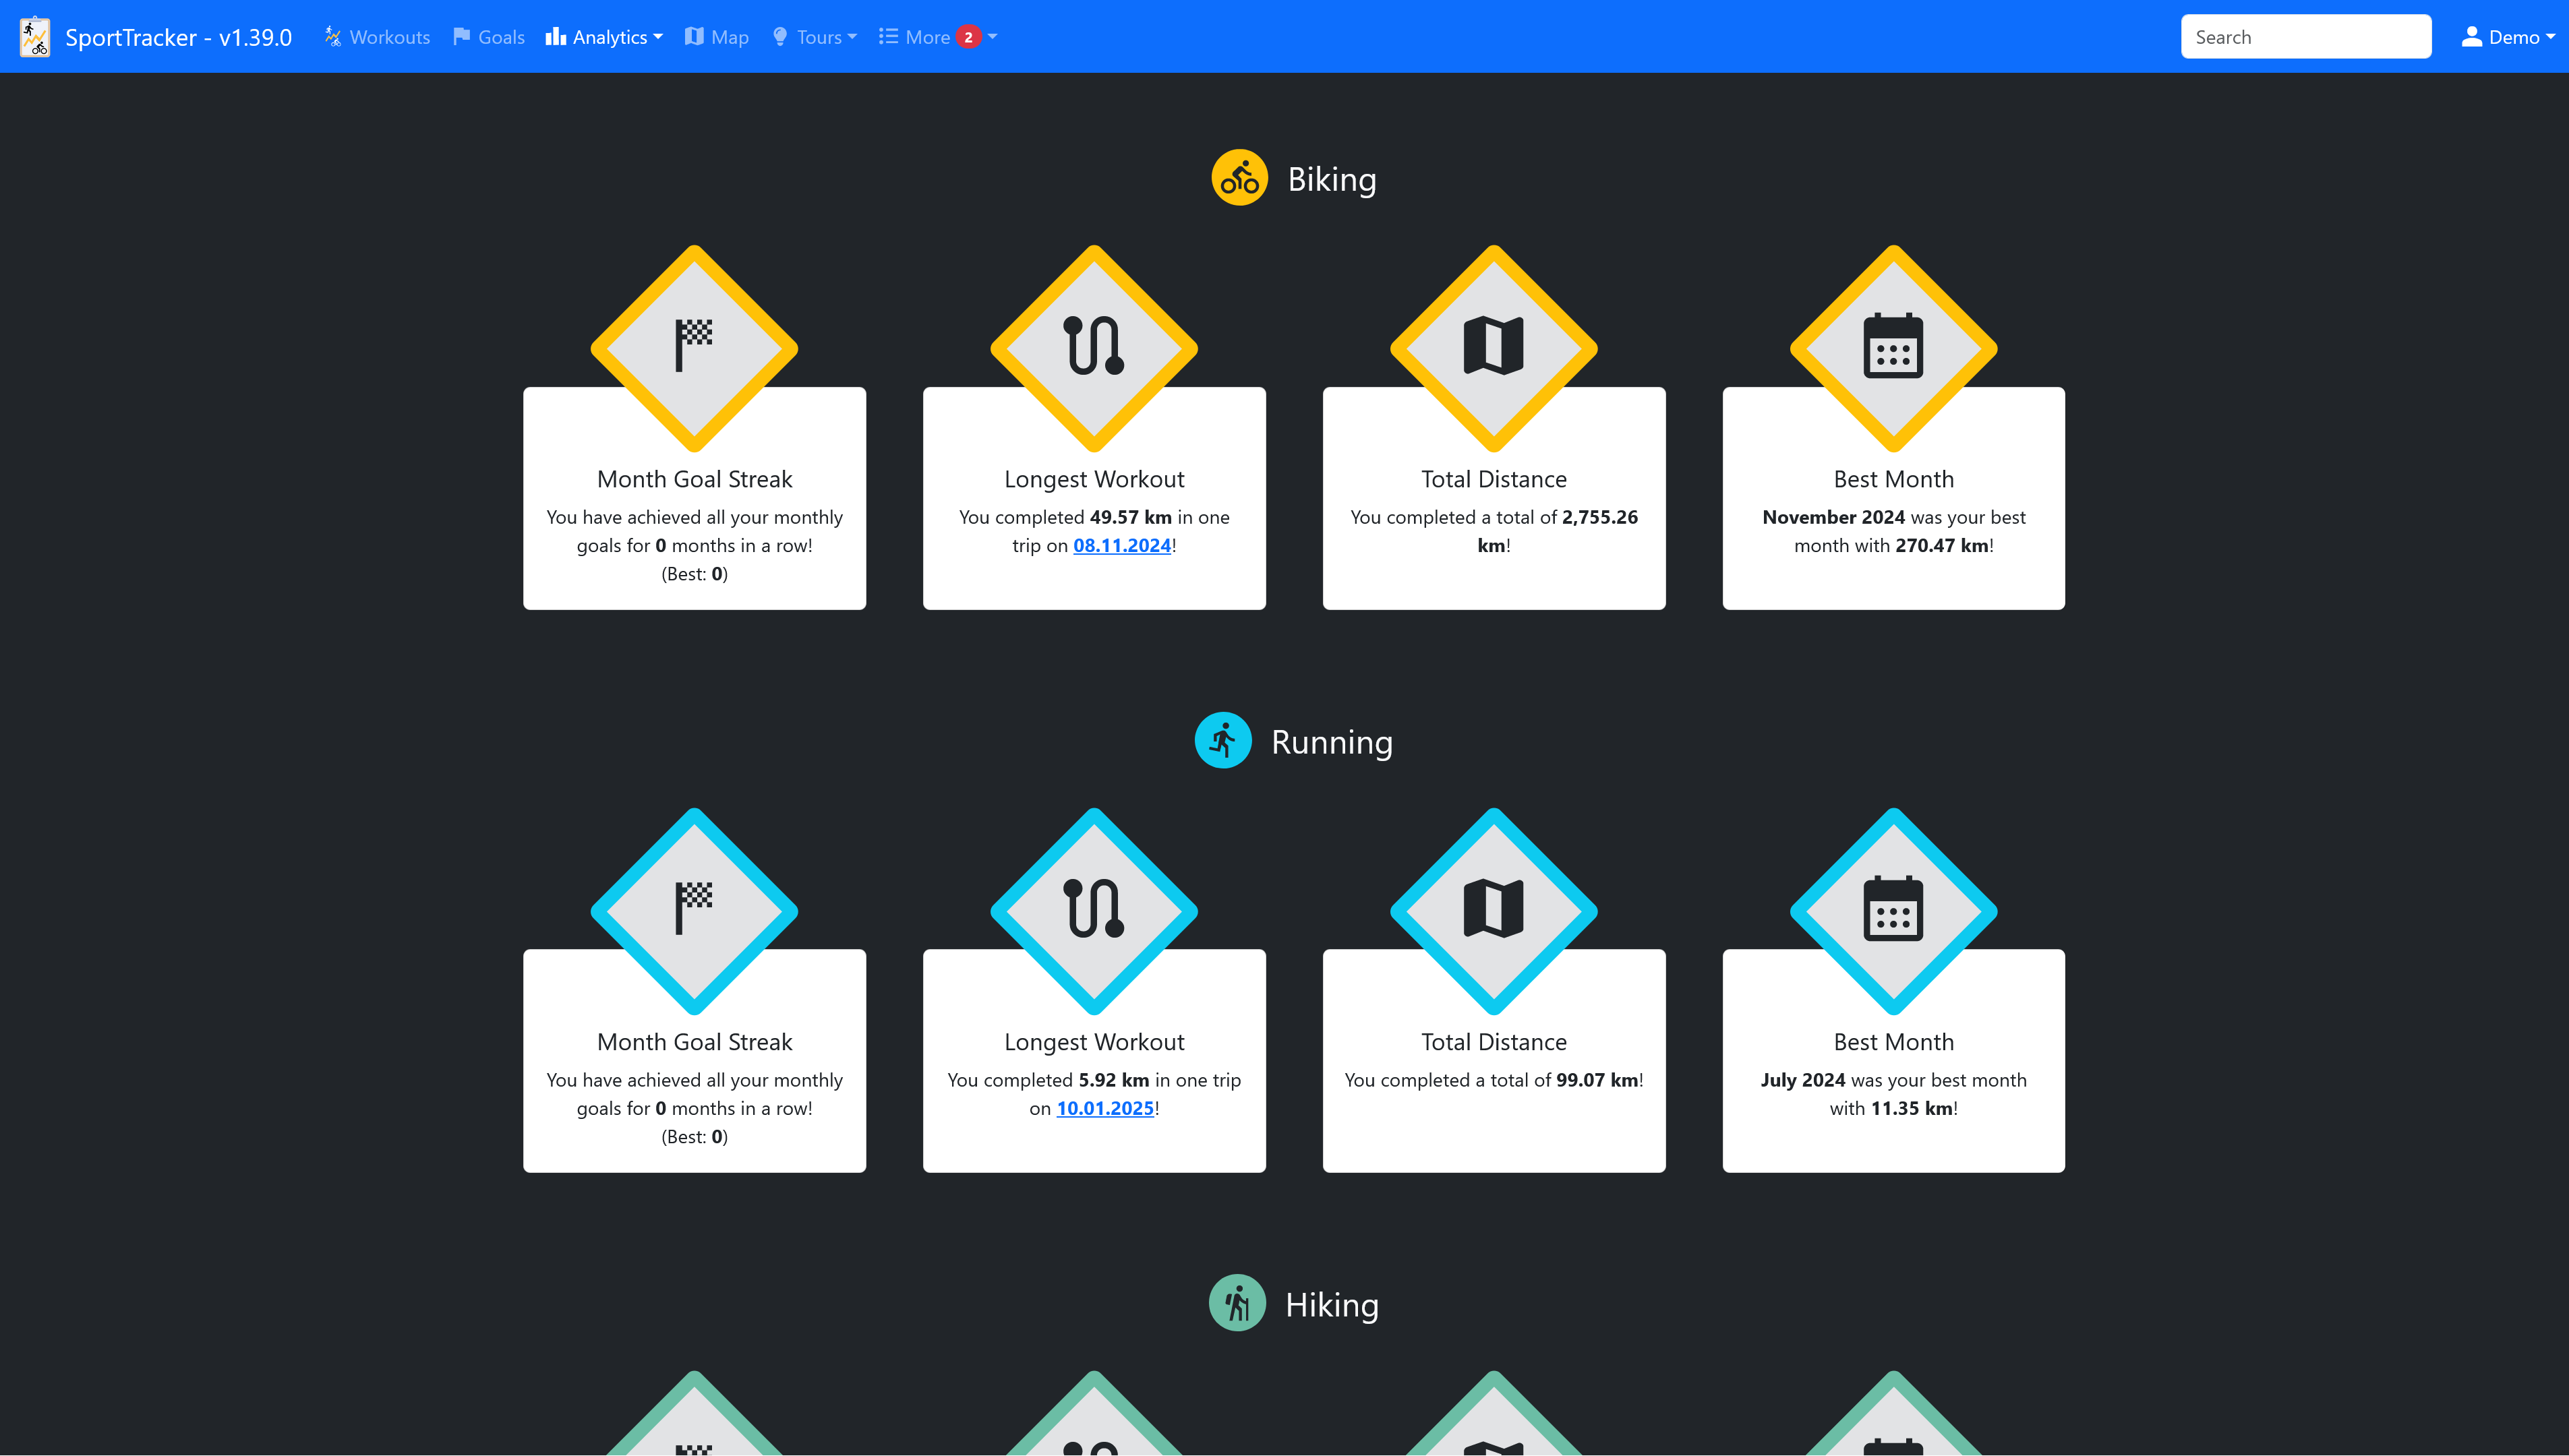 SportTracker - v1.39.0 Workouts Goals Analytics Map Tours More 2 Search Demo
Biking
Month Goal Streak
You have achieved all your monthly
goals for 0 months in a row!
(Best: 0)
Longest Workout
You completed 49.57 km in one
trip on 08.11.2024!
Total Distance
You completed a total of 2,755.26
km!
Best Month
November 2024 was your best
month with 270.47 km!
Running
Month Goal Streak
You have achieved all your monthly
goals for 0 months in a row!
(Best: 0)
Longest Workout
You completed 5.92 km in one trip
on 10.01.2025!
Total Distance
You completed a total of 99.07 km!
Best Month
July 2024 was your best month
with 11.35 km!
Hiking